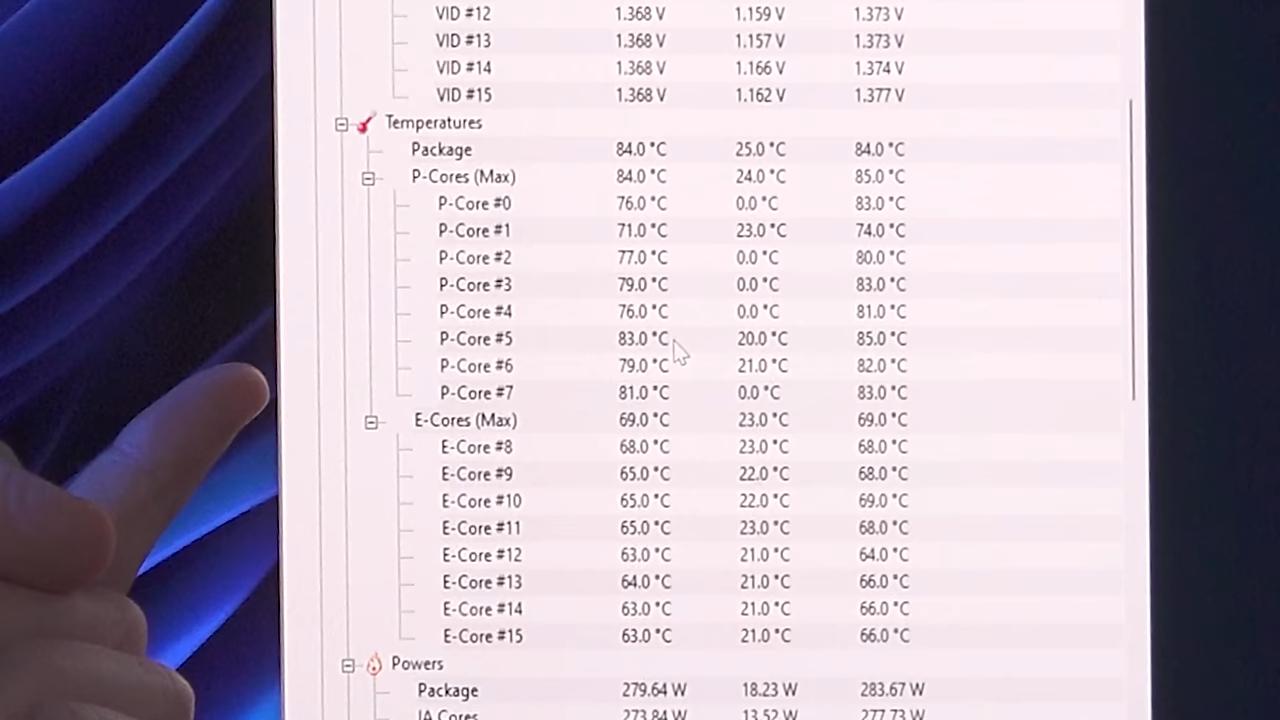 VID #12 1.368 V 1.159 V 1.373 V
VID #13 1.368 V 1.157 V 1.373 V
VID #14 1.368 V 1.166 V 1.374 V
VID #15 1.368 V 1.162 V 1.377 V
Temperatures
Package 84.0 °C 25.0 °C 84.0 °C
P-Cores (Max) 84.0 °C 24.0 °C 85.0 °C
P-Core #0 76.0 °C 0.0 °C 83.0 °C
P-Core #1 71.0 °C 23.0 °C 74.0 °C
P-Core #2 77.0 °C 0.0 °C 80.0 °C
P-Core #3 79.0 °C 0.0 °C 83.0 °C
P-Core #4 76.0 °C 0.0 °C 81.0 °C
P-Core #5 83.0 °C 20.0 °C 85.0 °C
P-Core #6 79.0 °C 21.0 °C 82.0 °C
P-Core #7 81.0 °C 0.0 °C 83.0 °C
E-Cores (Max) 69.0 °C 23.0 °C 69.0 °C
E-Core #8 68.0 °C 23.0 °C 68.0 °C
E-Core #9 65.0 °C 22.0 °C 68.0 °C
E-Core #10 65.0 °C 22.0 °C 69.0 °C
E-Core #11 65.0 °C 23.0 °C 68.0 °C
E-Core #12 63.0 °C 21.0 °C 64.0 °C
E-Core #13 64.0 °C 21.0 °C 66.0 °C
E-Core #14 63.0 °C 21.0 °C 66.0 °C
E-Core #15 63.0 °C 21.0 °C 66.0 °C
Powers
Package 279.64 W 18.23 W 283.67 W
IA Cores 273.84 W 13.52 W 277.73 W